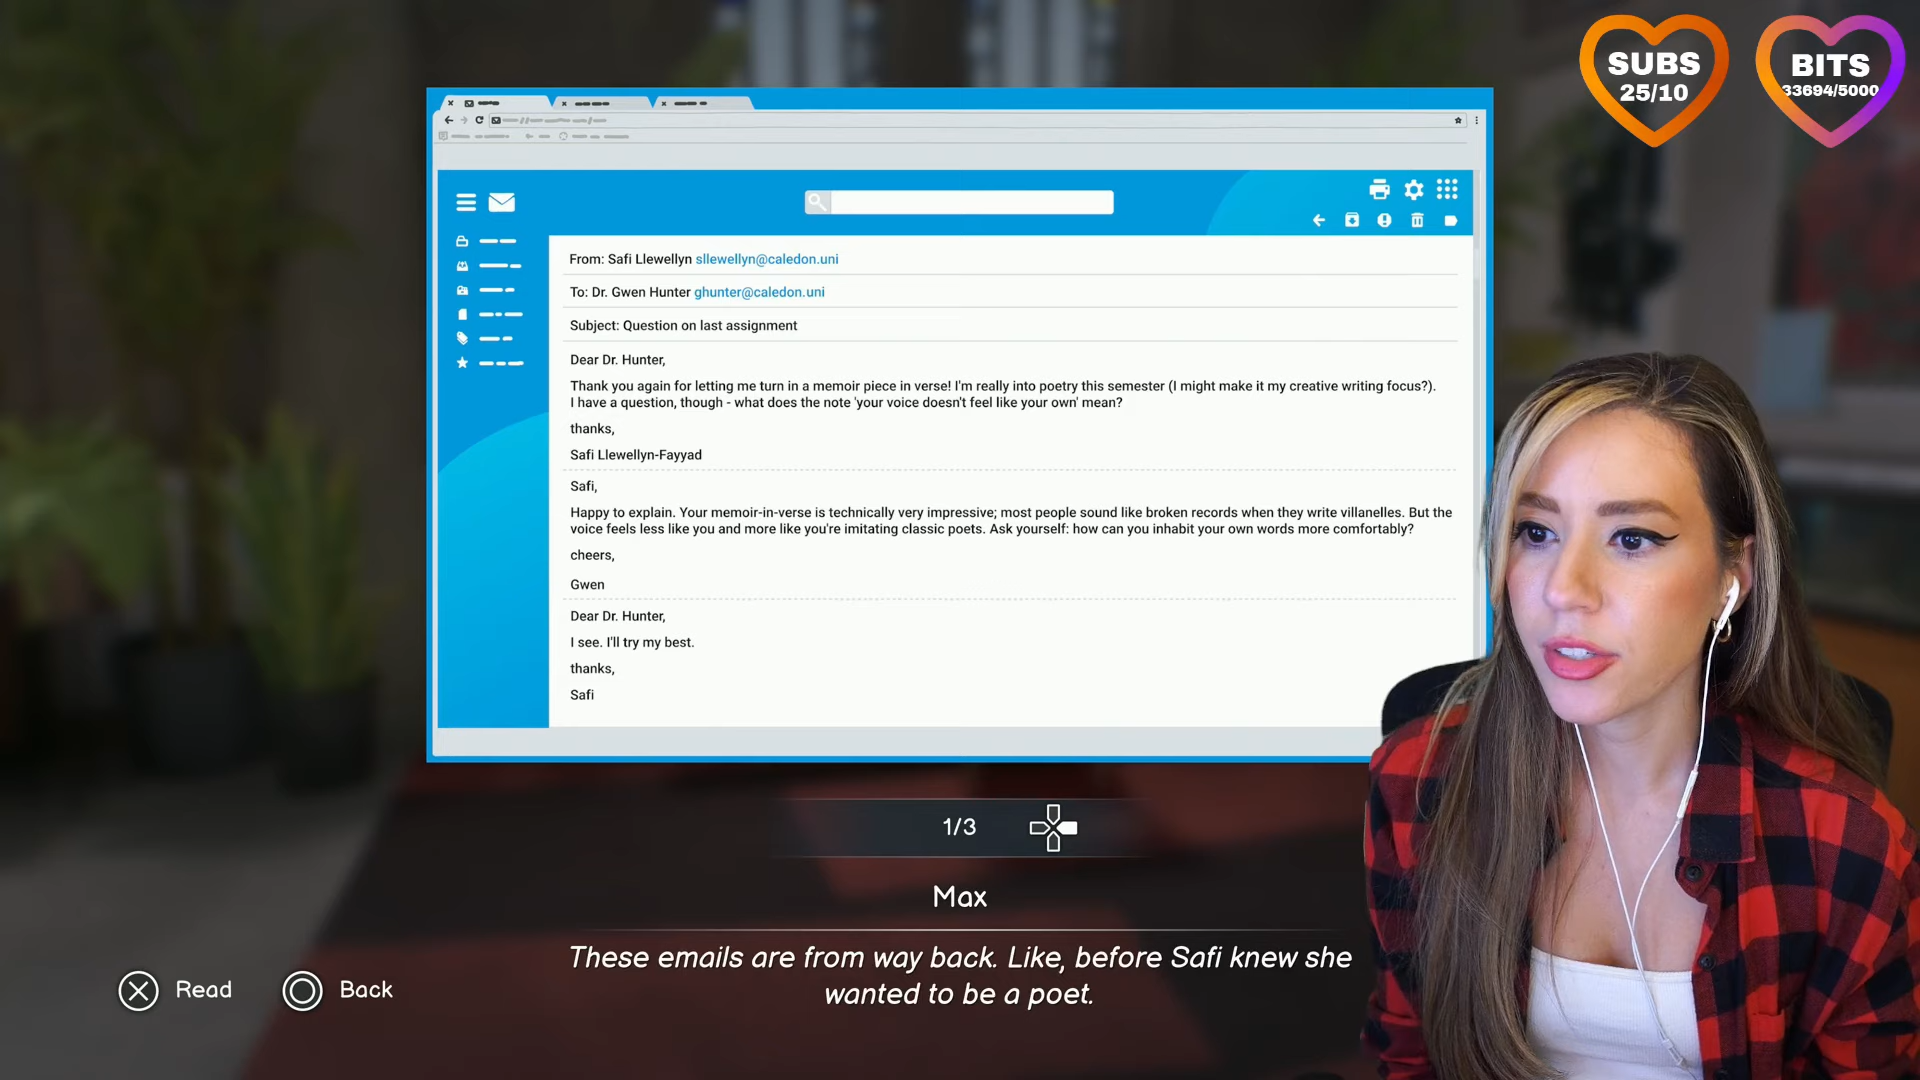 SUBS
25/10
BITS
33694/5000
From: Safi Llewellyn sllewellyn@caledon.uni
To: Dr. Gwen Hunter ghunter@caledon.uni
Subject: Question on last assignment
Dear Dr. Hunter,
Thank you again for letting me turn in a memoir piece in verse! I'm really into poetry this semester (I might make it my creative writing focus?).
I have a question, though - what does the note 'your voice doesn't feel like your own' mean?
thanks,
Safi Llewellyn-Fayyad
Safi,
Happy to explain. Your memoir-in-verse is technically very impressive; most people sound like broken records when they write villanelles. But the
voice feels less like you and more like you're imitating classic poets. Ask yourself: how can you inhabit your own words more comfortably?
cheers,
Gwen
Dear Dr. Hunter,
I see. I'll try my best.
thanks,
Safi
1/3
Max
These emails are from way back. Like, before Safi knew she
wanted to be a poet.
Read
Back